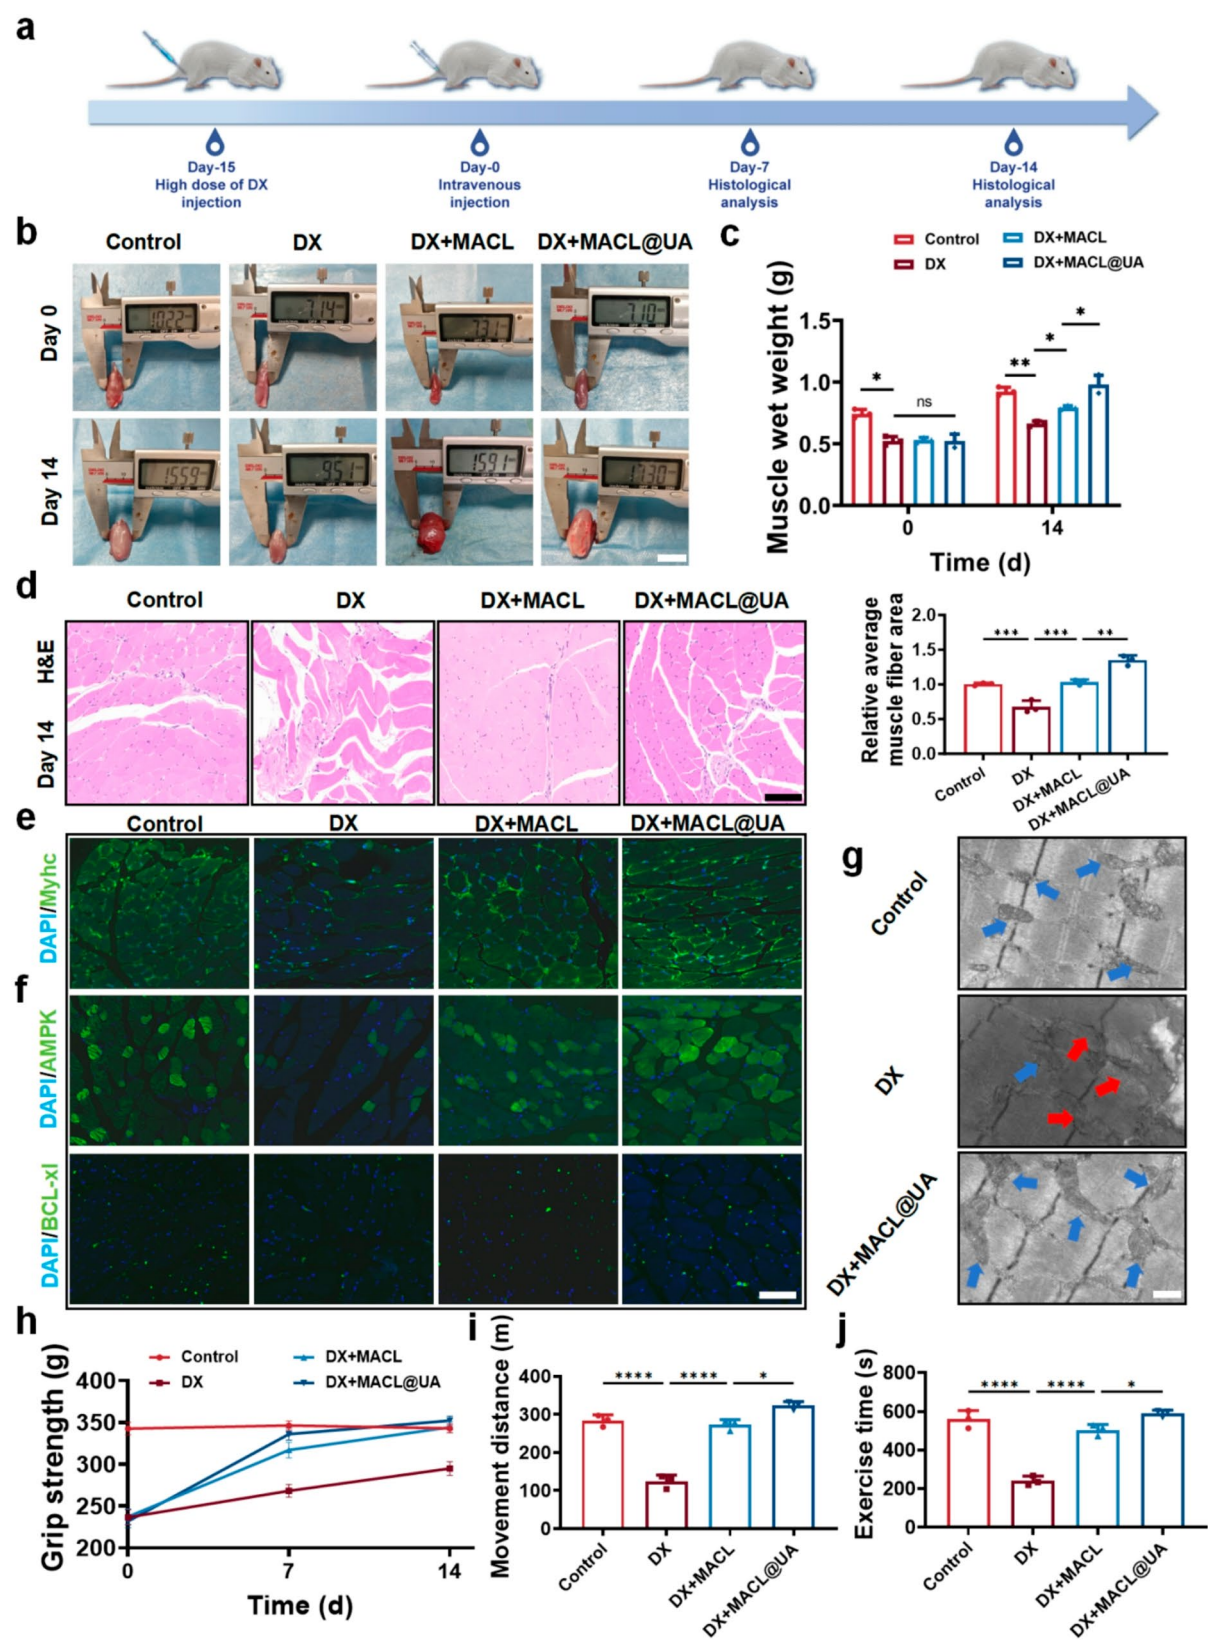 a
Day-15
High dose of DX
injection
Day-0
Intravenous
injection
Day-7
Histological
analysis
Day-14
Histological
analysis
b
Control
DX
DX+MACL
DX+MACL@UA
Day 0
10.22
7.14
7.31
7.10
Day 14
15.59
9.51
15.91
17.30
c
Control
DX
DX+MACL
DX+MACL@UA
Muscle wet weight (g)
1.5
1.0
0.5
0.0
*
ns
**
*
*
0
14
Time (d)
d
Control
DX
DX+MACL
DX+MACL@UA
H&E
Day 14
Relative average
muscle fiber area
2.0
1.5
1.0
0.5
0.0
***
***
**
Control
DX
DX+MACL
DX+MACL@UA
e
Control
DX
DX+MACL
DX+MACL@UA
DAPI/Myhc
f
DAPI/AMPK
DAPI/BCL-xl
g
Control
DX
DX+MACL@UA
h
Control
DX
DX+MACL
DX+MACL@UA
Grip strength (g)
400
350
300
250
200
0
7
14
Time (d)
i
Movement distance (m)
400
300
200
100
0
****
****
*
Control
DX
DX+MACL
DX+MACL@UA
j
Exercise time (s)
800
600
400
200
0
****
****
*
Control
DX
DX+MACL
DX+MACL@UA